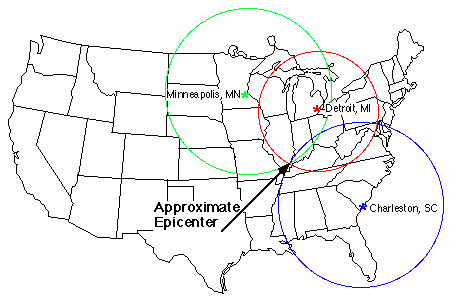 Minneapolis, MN
Detroit, MI
Approximate
Epicenter
Charleston, SC